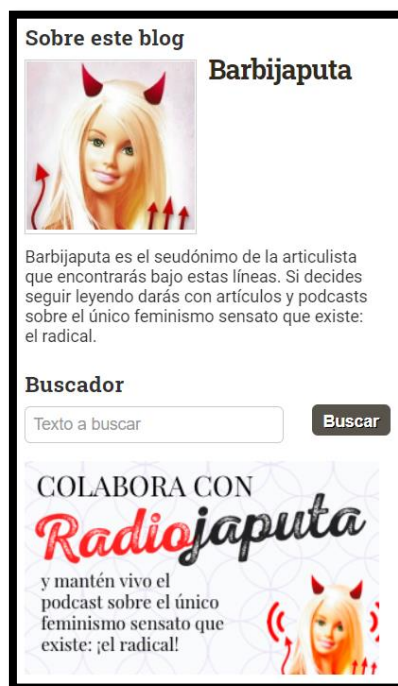 Sobre este blog
Barbijaputa
Barbijaputa es el seudónimo de la articulista
que encontrarás bajo estas líneas. Si decides
seguir leyendo darás con artículos y podcasts
sobre el único feminismo sensato que existe:
el radical.
Buscador
Texto a buscar
Buscar
COLABORA CON
Radiojaputa
y mantén vivo el
podcast sobre el único
feminismo sensato que
existe: ¡el radical!